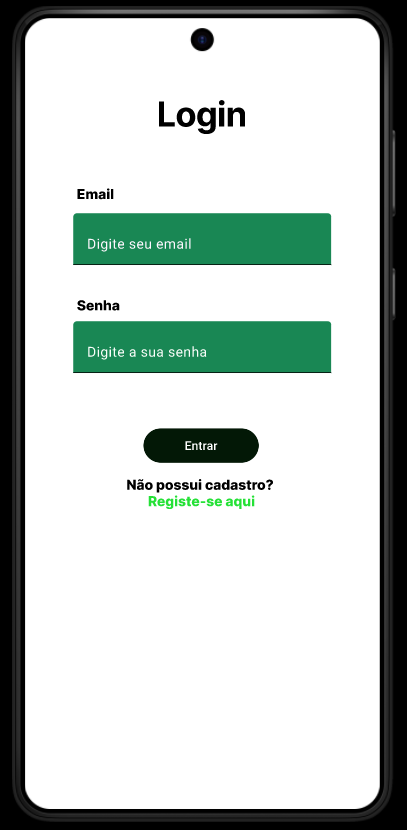 Login
Email
Digite seu email
Senha
Digite a sua senha
Entrar
Não possui cadastro?
Registe-se aqui